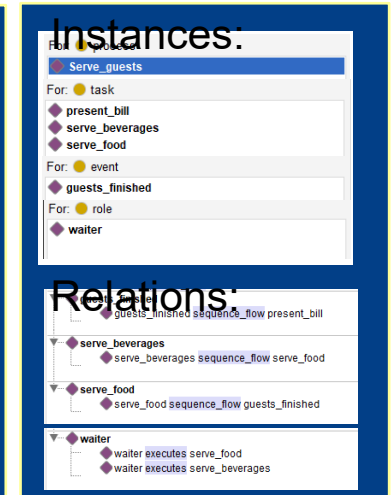 Instances:
For: process
Serve_guests
For: task
present_bill
serve_beverages
serve_food
For: event
guests_finished
For: role
waiter
Relations:
guests_finished
guests_finished sequence_flow present_bill
serve_beverages
serve_beverages sequence_flow serve_food
serve_food
serve_food sequence_flow guests_finished
waiter
waiter executes serve_food
waiter executes serve_beverages